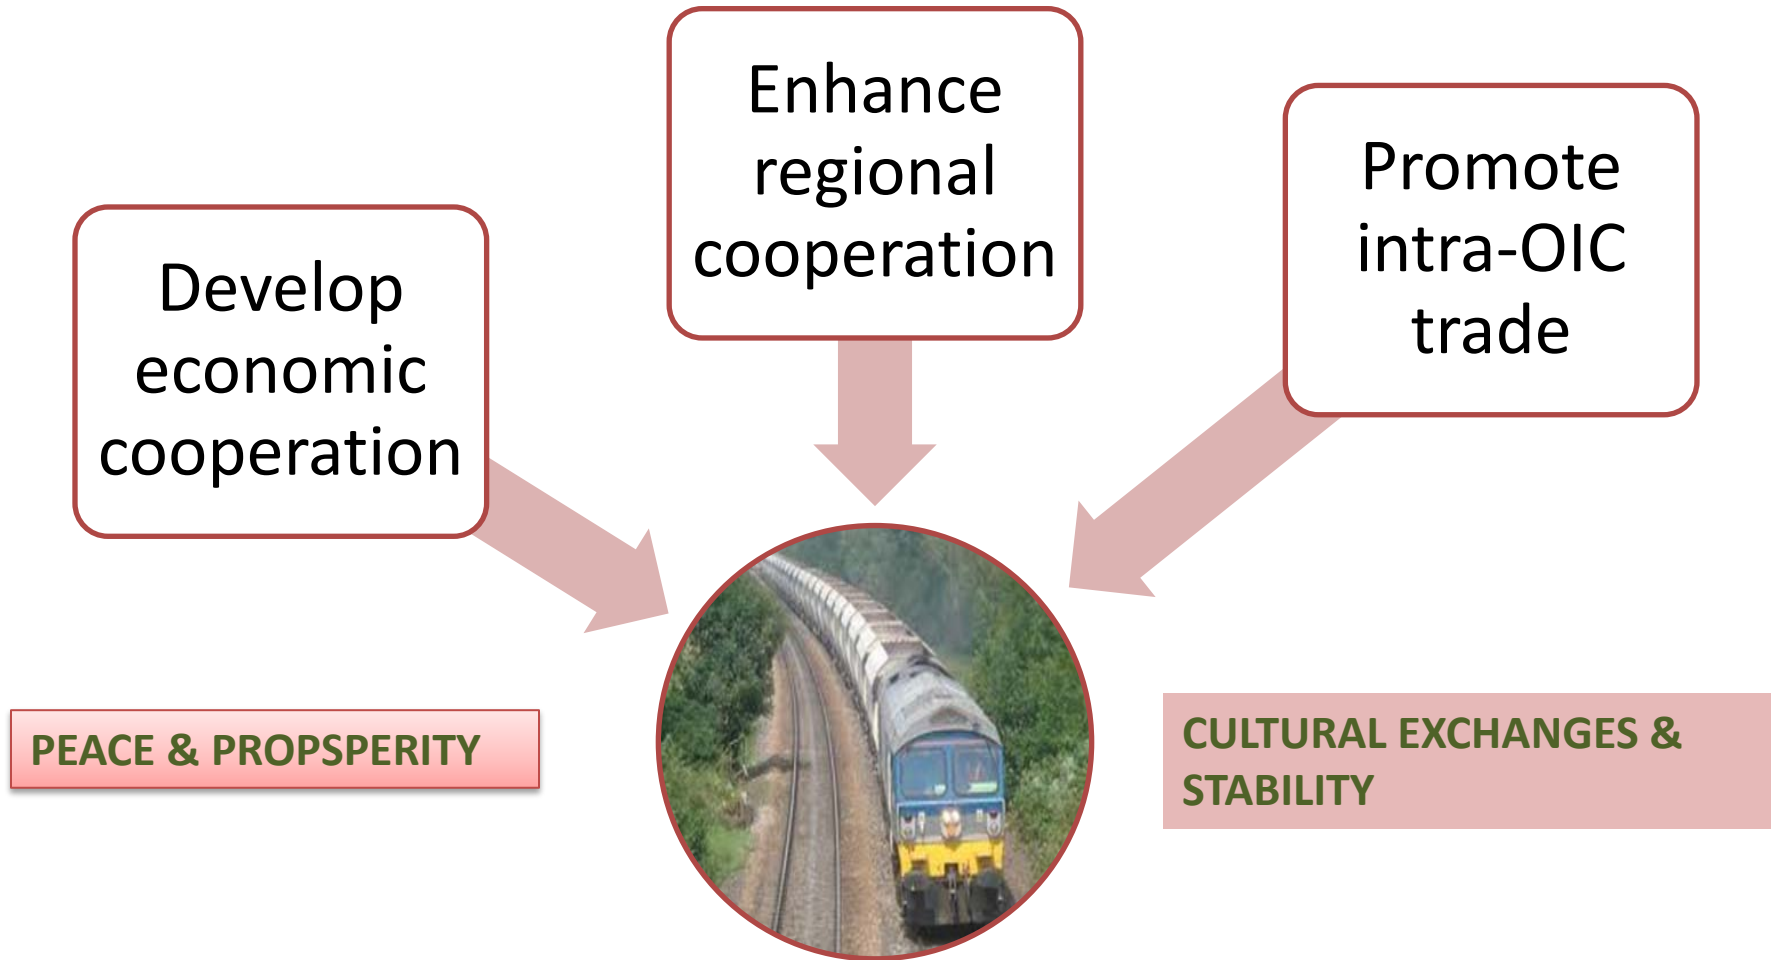 Enhance
regional
cooperation
Promote
intra-OIC
trade
Develop
economic
cooperation
PEACE & PROPSPERITY
CULTURAL EXCHANGES &
STABILITY